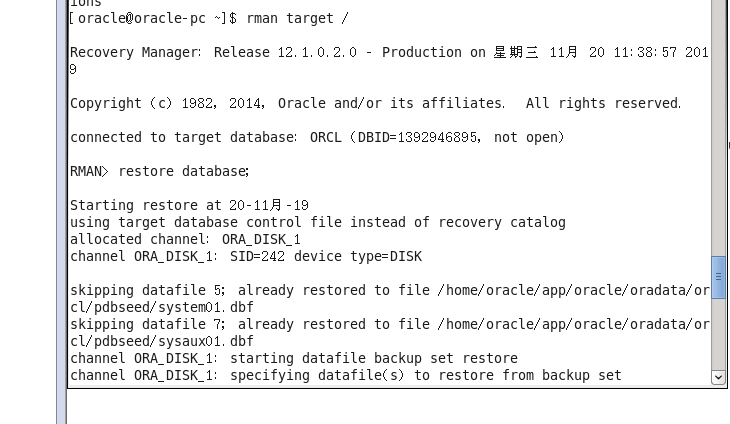 ions
[oracle@oracle-pc ~]$ rman target /
Recovery Manager: Release 12.1.0.2.0 - Production on 星期三 11月 20 11:38:57 201
9
Copyright (c) 1982, 2014, Oracle and/or its affiliates.  All rights reserved.
connected to target database: ORCL (DBID=1392946895, not open)
RMAN> restore database;
Starting restore at 20-11月-19
using target database control file instead of recovery catalog
allocated channel: ORA_DISK_1
channel ORA_DISK_1: SID=242 device type=DISK
skipping datafile 5; already restored to file /home/oracle/app/oracle/oradata/or
cl/pdbseed/system01.dbf
skipping datafile 7; already restored to file /home/oracle/app/oracle/oradata/or
cl/pdbseed/sysaux01.dbf
channel ORA_DISK_1: starting datafile backup set restore
channel ORA_DISK_1: specifying datafile(s) to restore from backup set